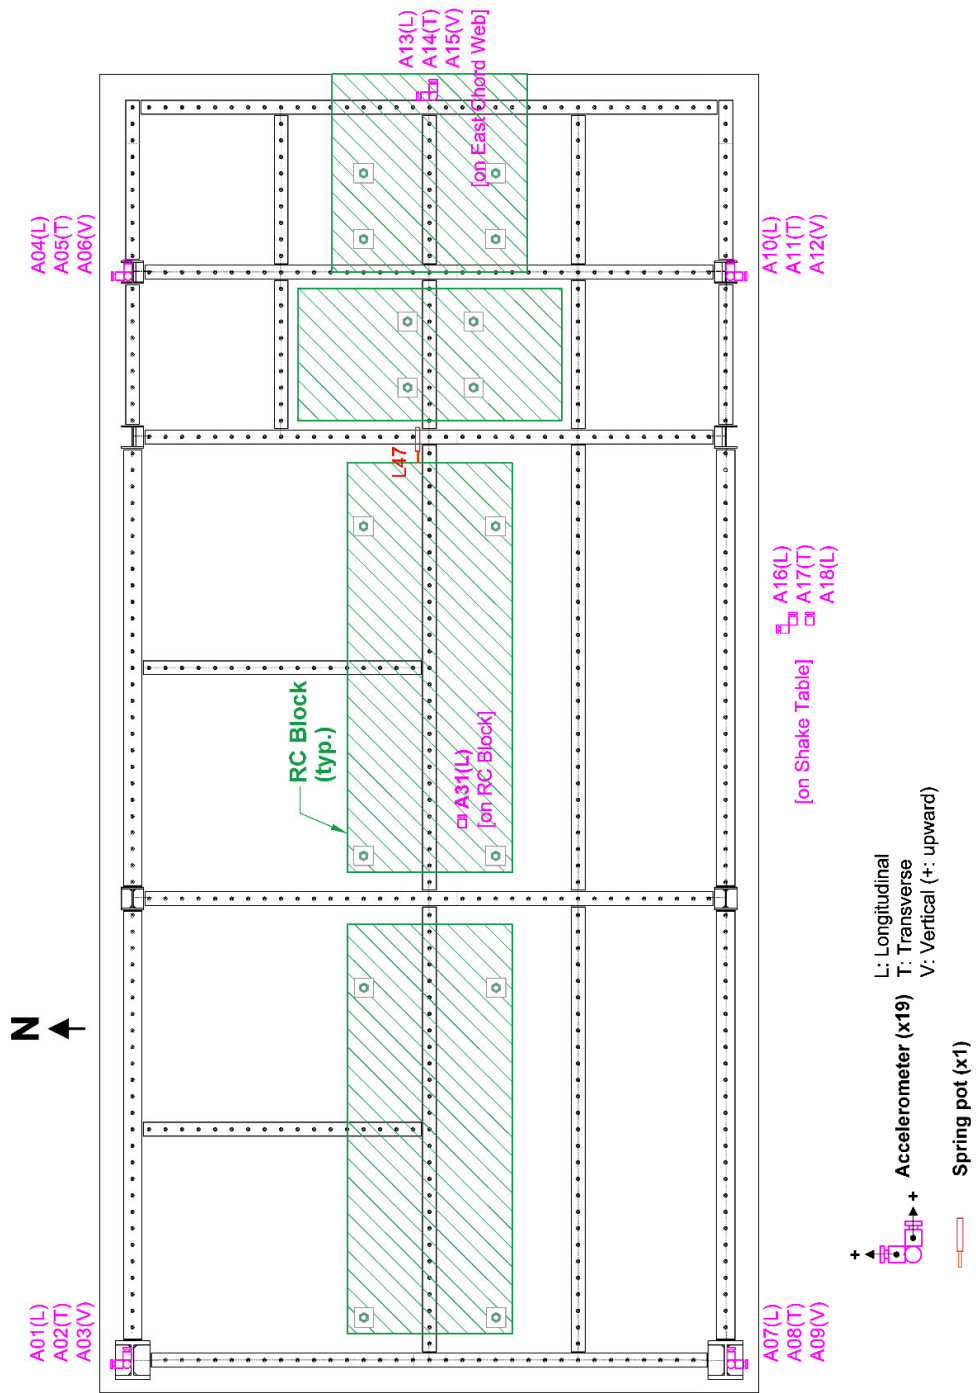 A13(L)
A14(T)
A15(V)
[on East Chord Web]
A04(L)
A05(T)
A06(V)
A10(L)
A11(T)
A12(V)
L47
A16(L)
A17(T)
A18(L)
[on Shake Table]
RC Block
(typ.)
A31(L)
[on RC Block]
N
L: Longitudinal
T: Transverse
V: Vertical (+: upward)
+
+
Accelerometer (x19)
Spring pot (x1)
A01(L)
A02(T)
A03(V)
A07(L)
A08(T)
A09(V)